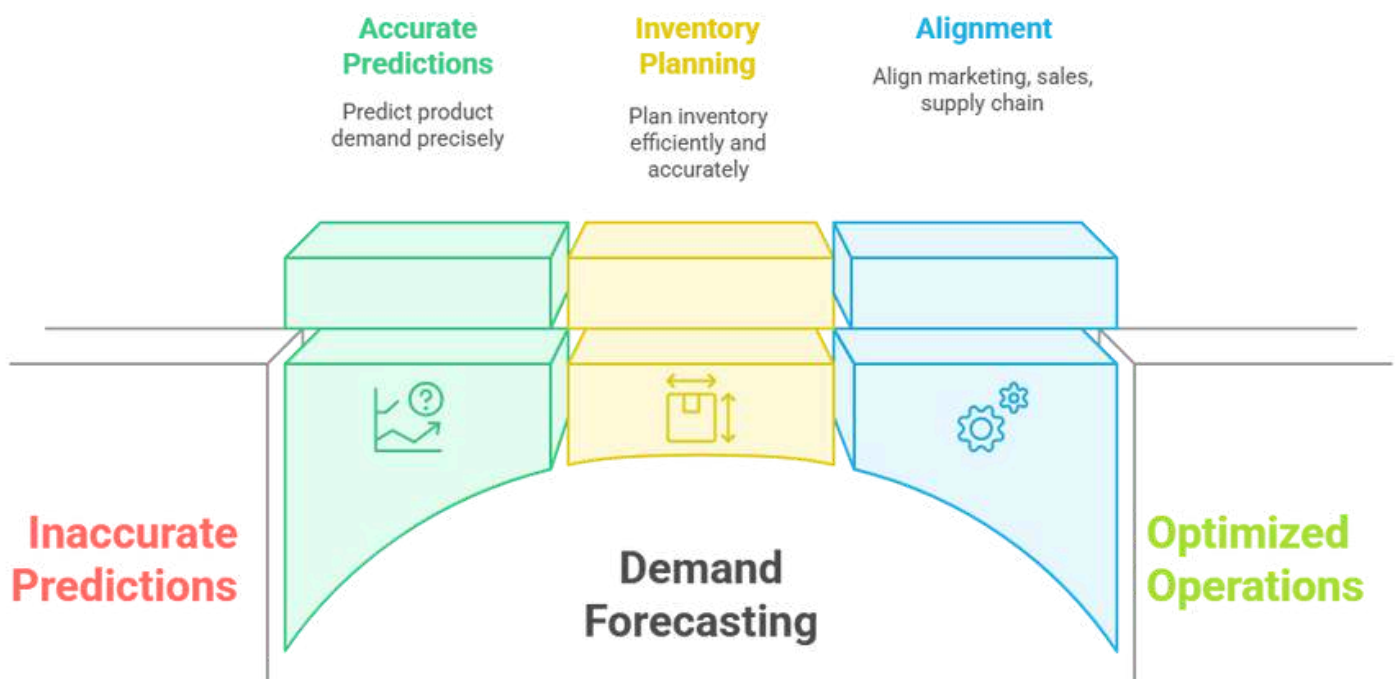 Accurate
Predictions
Predict product
demand precisely
Inventory
Planning
Plan inventory
efficiently and
accurately
Alignment
Align marketing, sales,
supply chain
?
Inaccurate
Predictions
Demand
Forecasting
Optimized
Operations